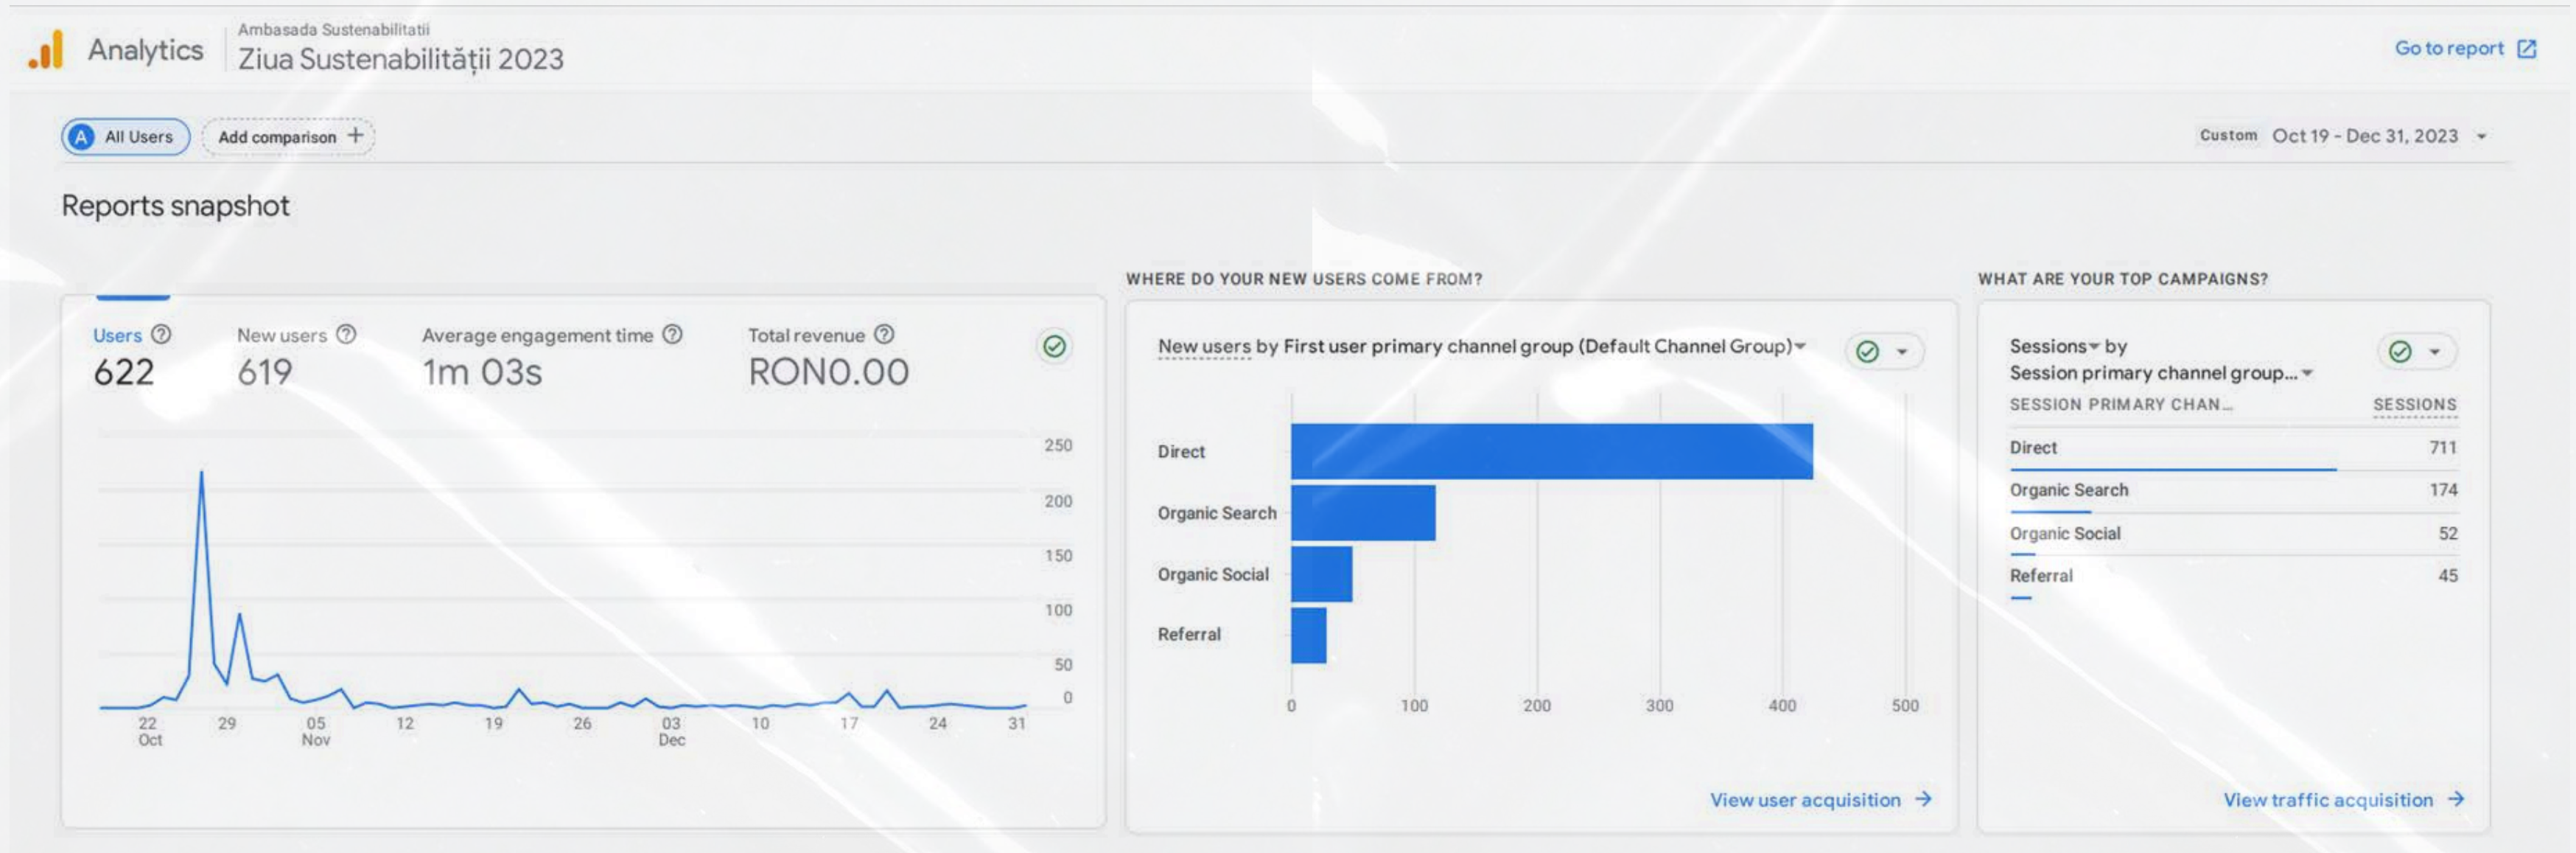 Analytics
Ambasada Sustenabilitatii
Ziua Sustenabilității 2023
Go to report
A All Users
Add comparison +
Custom Oct 19 - Dec 31, 2023
Reports snapshot
Users
622
New users
619
Average engagement time
1m 03s
Total revenue
RON0.00
250
200
150
100
50
0
22 29 05 12 19 26 03 10 17 24 31
Oct Nov Dec
WHERE DO YOUR NEW USERS COME FROM?
New users by First user primary channel group (Default Channel Group)
Direct
Organic Search
Organic Social
Referral
0 100 200 300 400 500
View user acquisition
WHAT ARE YOUR TOP CAMPAIGNS?
Sessions by
Session primary channel group...
SESSION PRIMARY CHAN... SESSIONS
Direct 711
Organic Search 174
Organic Social 52
Referral 45
View traffic acquisition